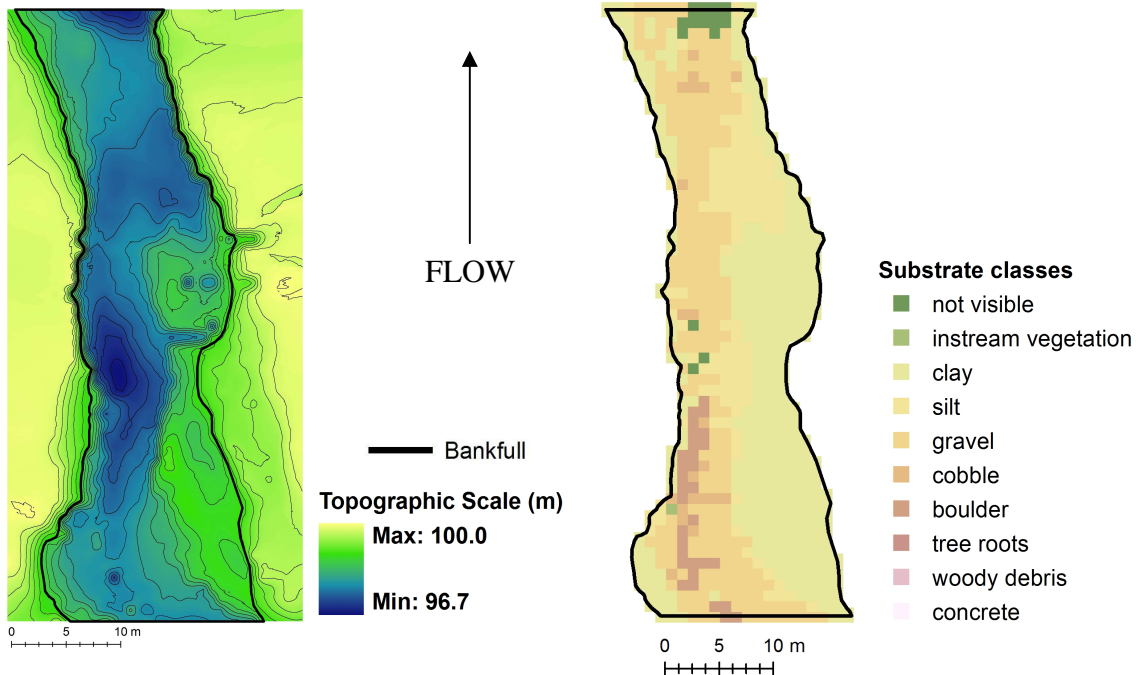 FLOW
Bankfull
Topographic Scale (m)
Max: 100.0
Min: 96.7
0 5 10 m
Substrate classes
not visible
instream vegetation
clay
silt
gravel
cobble
boulder
tree roots
woody debris
concrete
0 5 10 m